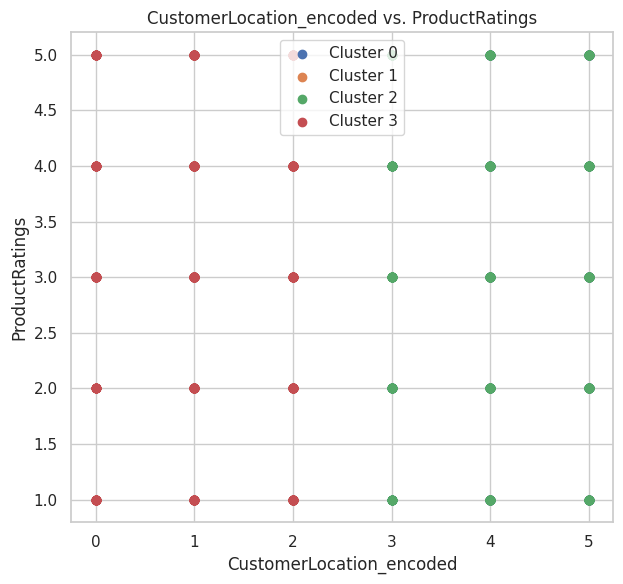 CustomerLocation_encoded vs. ProductRatings
5.0
4.5
4.0
3.5
3.0
2.5
2.0
1.5
1.0
ProductRatings
Cluster 0
Cluster 1
Cluster 2
Cluster 3
0 1 2 3 4 5
CustomerLocation_encoded